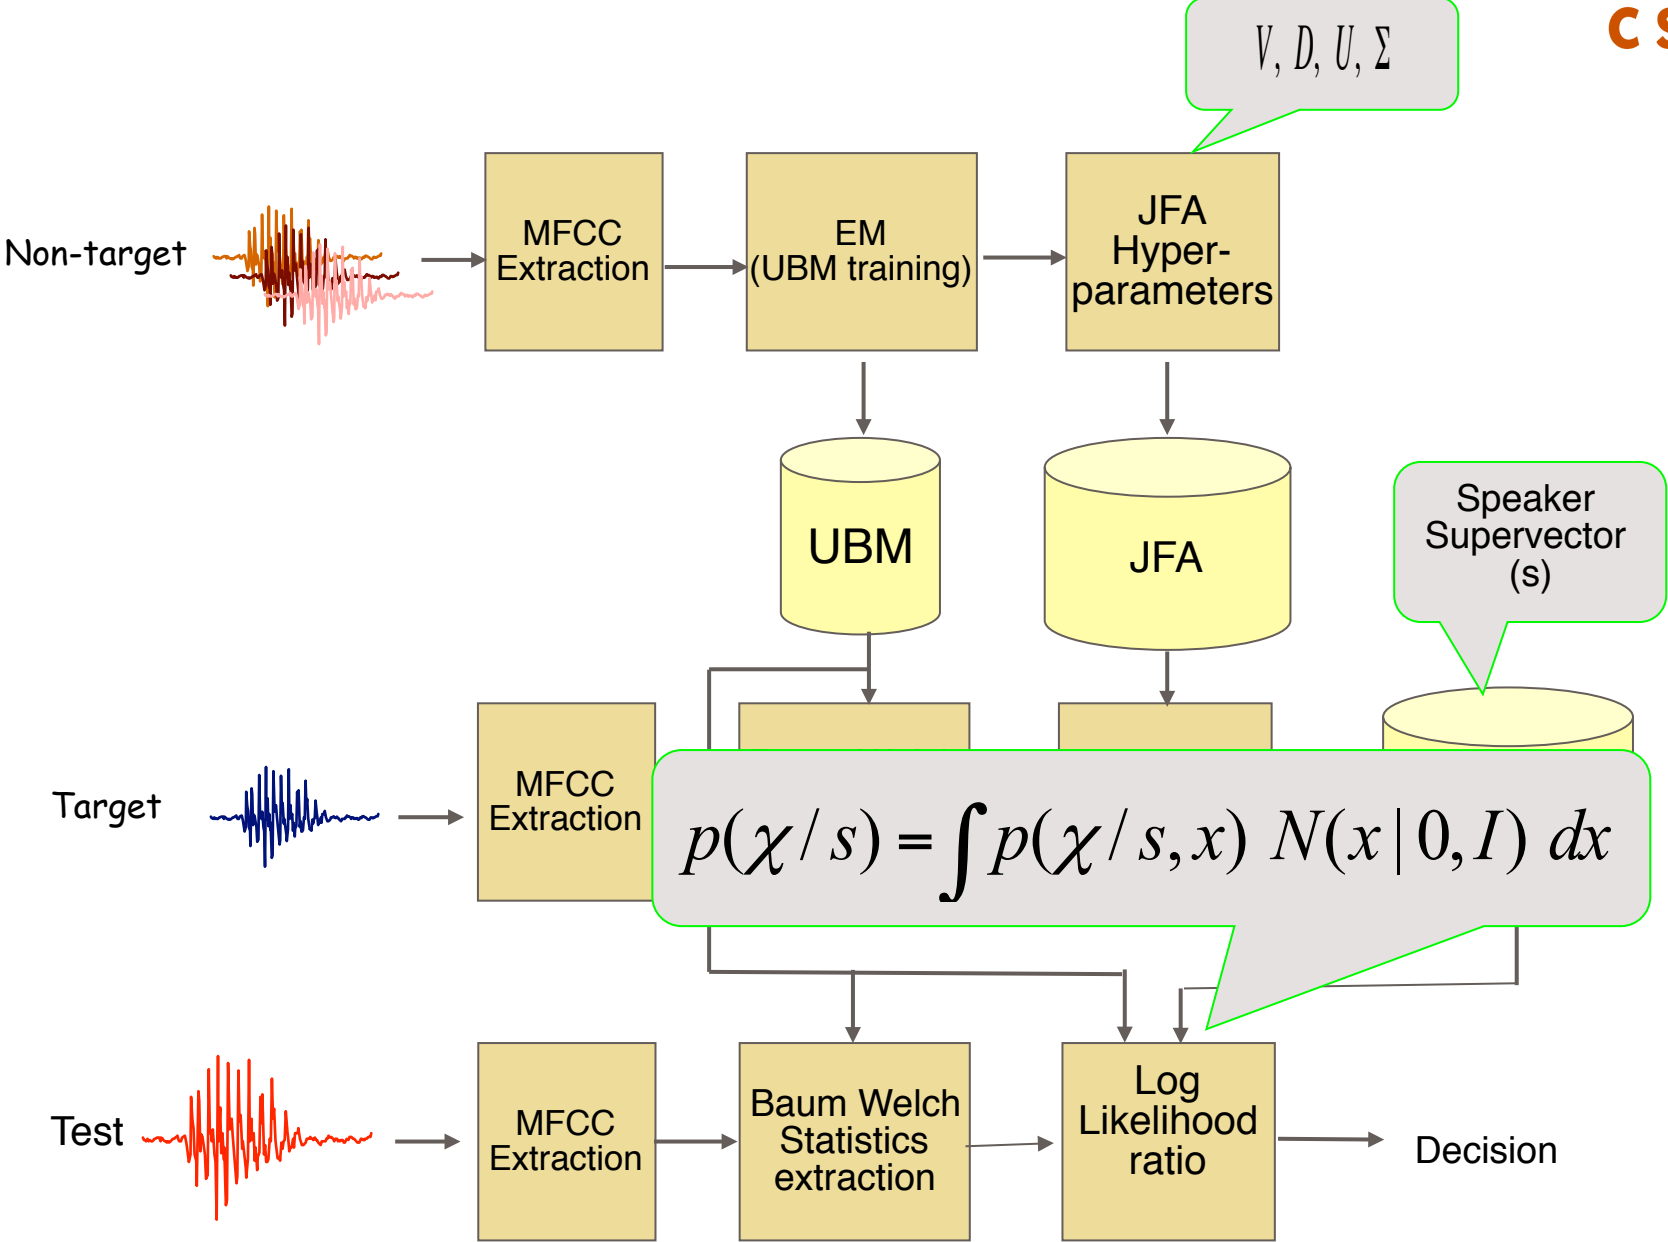 C S
V, D, U, Σ
Non-target
MFCC
Extraction
EM
(UBM training)
JFA
Hyper-
parameters
UBM
JFA
Speaker
Supervector
(s)
Target
MFCC
Extraction
p(χ/s) = ∫ p(χ/s,x) N(x|0,I) dx
Test
MFCC
Extraction
Baum Welch
Statistics
extraction
Log
Likelihood
ratio
Decision